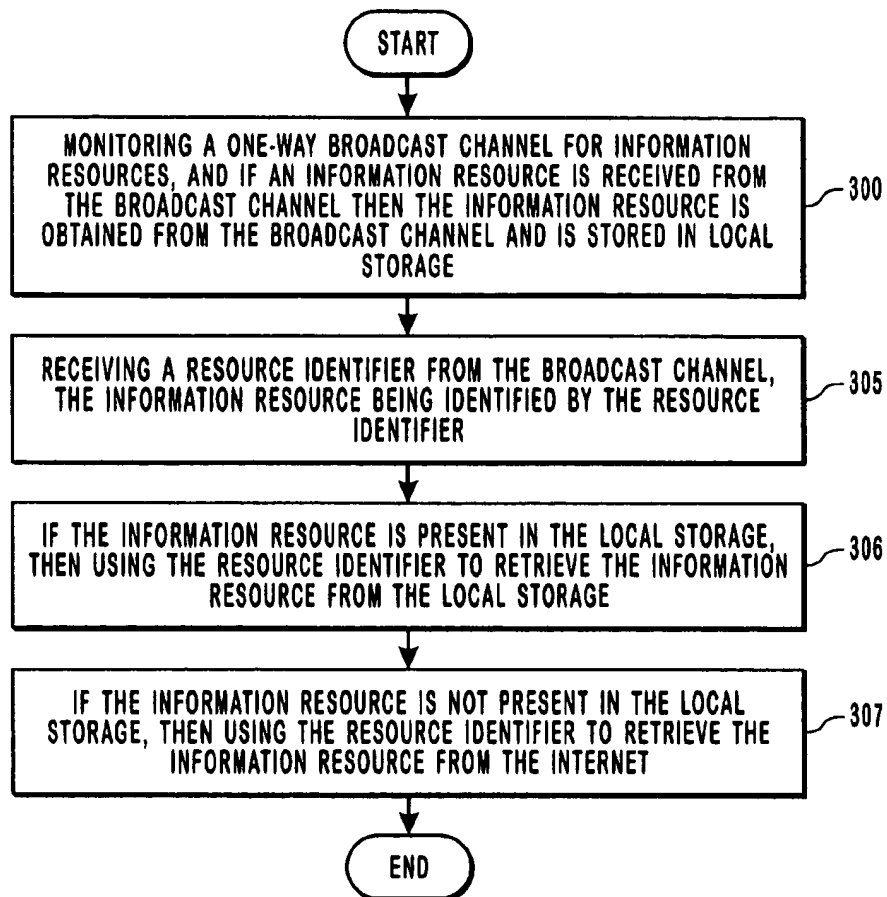 START
MONITORING A ONE-WAY BROADCAST CHANNEL FOR INFORMATION
RESOURCES, AND IF AN INFORMATION RESOURCE IS RECEIVED FROM
THE BROADCAST CHANNEL THEN THE INFORMATION RESOURCE IS
OBTAINED FROM THE BROADCAST CHANNEL AND IS STORED IN LOCAL
STORAGE
300
RECEIVING A RESOURCE IDENTIFIER FROM THE BROADCAST CHANNEL,
THE INFORMATION RESOURCE BEING IDENTIFIED BY THE RESOURCE
IDENTIFIER
305
IF THE INFORMATION RESOURCE IS PRESENT IN THE LOCAL STORAGE,
THEN USING THE RESOURCE IDENTIFIER TO RETRIEVE THE INFORMATION
RESOURCE FROM THE LOCAL STORAGE
306
IF THE INFORMATION RESOURCE IS NOT PRESENT IN THE LOCAL
STORAGE, THEN USING THE RESOURCE IDENTIFIER TO RETRIEVE THE
INFORMATION RESOURCE FROM THE INTERNET
307
END